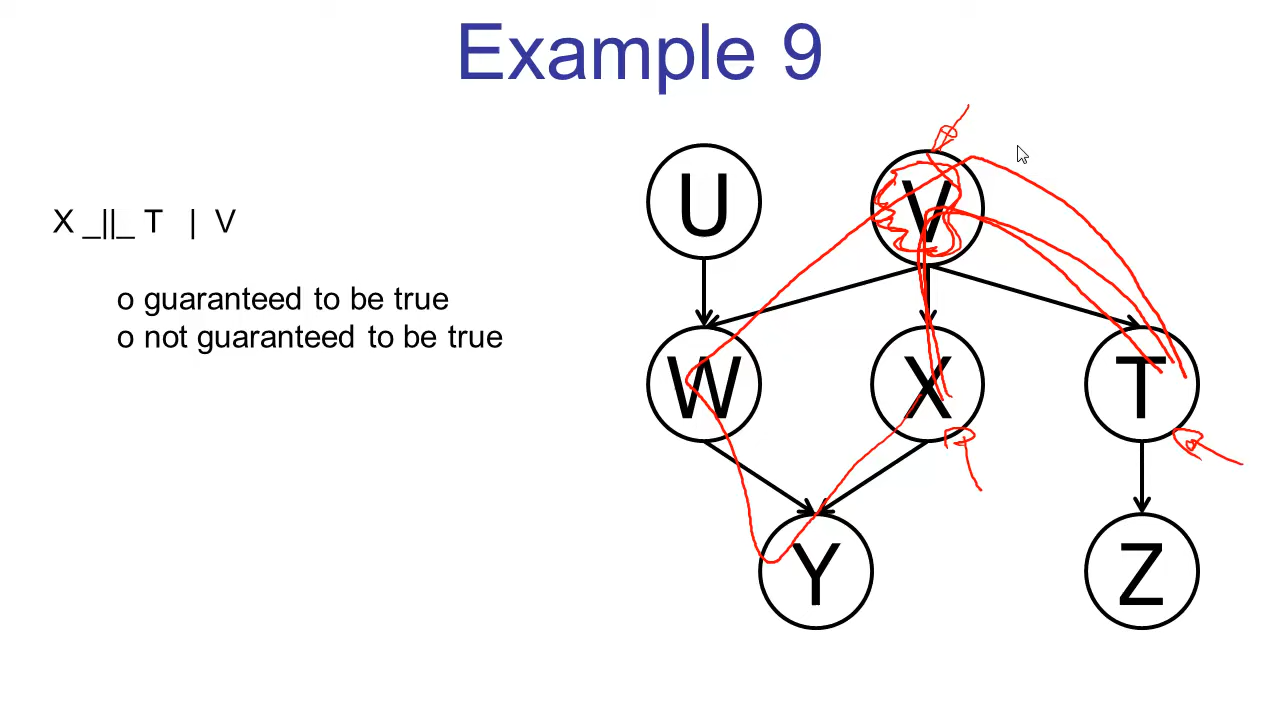 Example 9
X _||_ T | V
o guaranteed to be true
o not guaranteed to be true
U
V
W
X
T
Y
Z